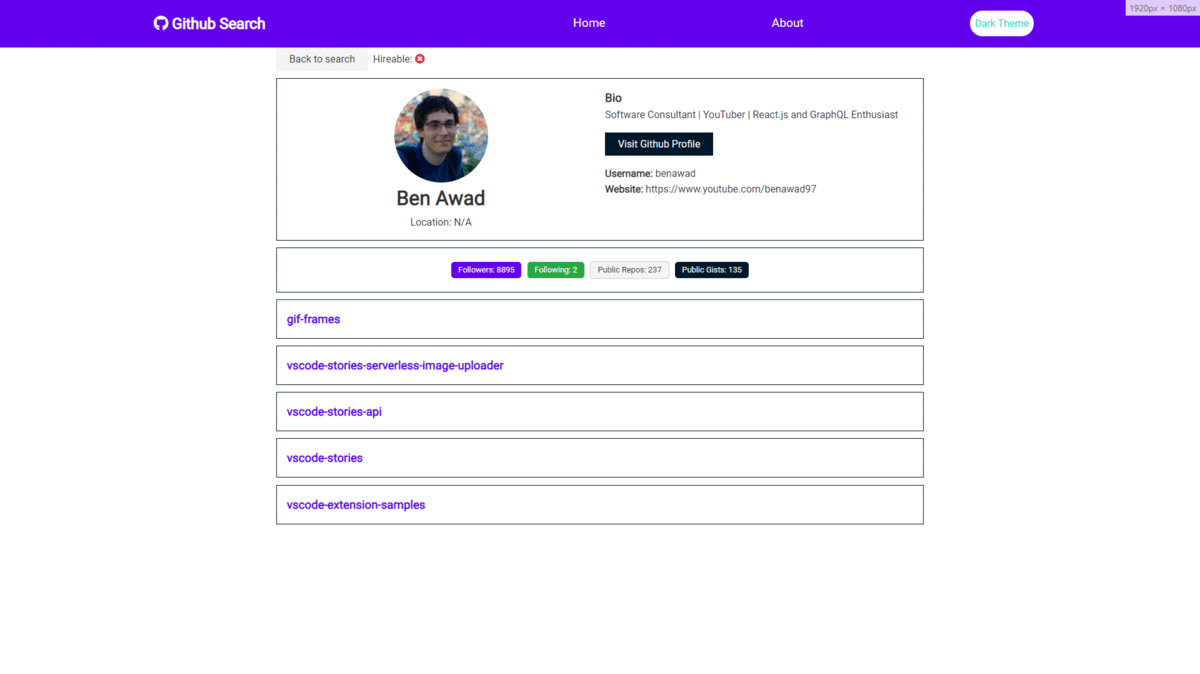 Github Search Home About Dark Theme
1920px × 1080px
Back to search Hireable:
Bio
Software Consultant | YouTuber | React.js and GraphQL Enthusiast
Visit Github Profile
Username: benawad
Website: https://www.youtube.com/benawad97
Ben Awad
Location: N/A
Followers: 8895 Following: 2 Public Repos: 237 Public Gists: 135
gif-frames
vscode-stories-serverless-image-uploader
vscode-stories-api
vscode-stories
vscode-extension-samples